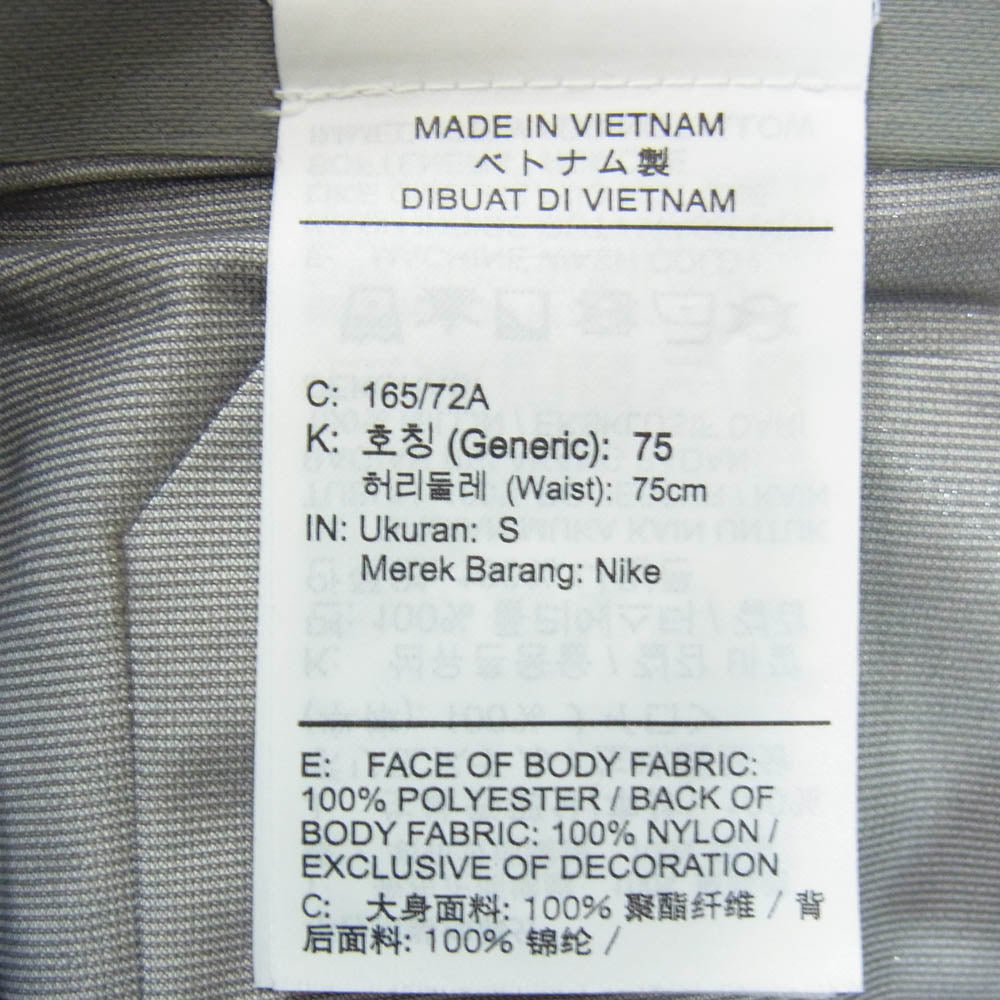 MADE IN VIETNAM
ベトナム製
DIBUAT DI VIETNAM
C: 165/72A
K: 호칭 (Generic): 75
허리둘레 (Waist): 75cm
IN: Ukuran: S
Merek Barang: Nike
E: FACE OF BODY FABRIC:
100% POLYESTER / BACK OF
BODY FABRIC: 100% NYLON /
EXCLUSIVE OF DECORATION
C: 大身面料: 100% 聚酯纤维 / 背
后面料: 100% 锦纶 /